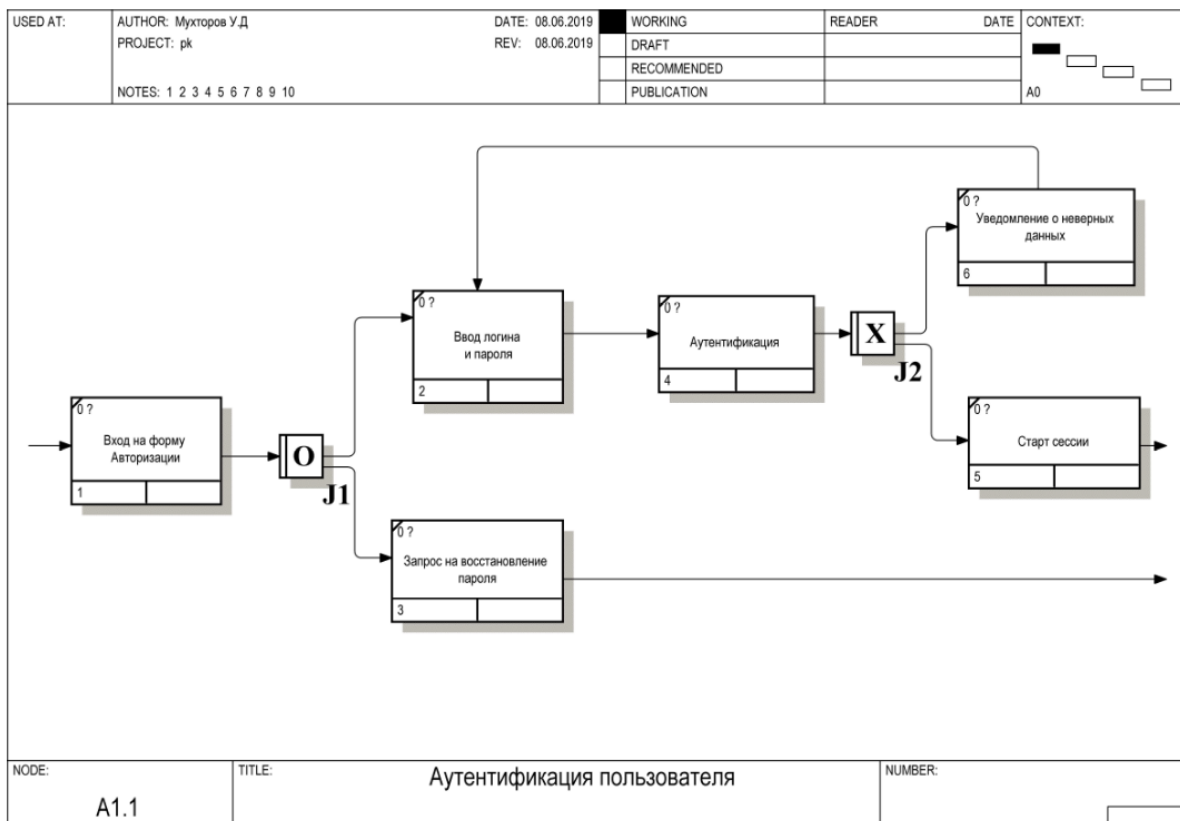 USED AT:
AUTHOR: Мухторов У.Д
DATE: 08.06.2019
PROJECT: pk
REV: 08.06.2019
NOTES: 1 2 3 4 5 6 7 8 9 10
WORKING
DRAFT
RECOMMENDED
PUBLICATION
READER
DATE
CONTEXT:
A0
0 ?
Вход на форму
Авторизации
1
O
J1
0 ?
Ввод логина
и пароля
2
0 ?
Запрос на восстановление
пароля
3
0 ?
Аутентификация
4
X
J2
0 ?
Уведомление о неверных
данных
6
0 ?
Старт сессии
5
NODE:
A1.1
TITLE:
Аутентификация пользователя
NUMBER: